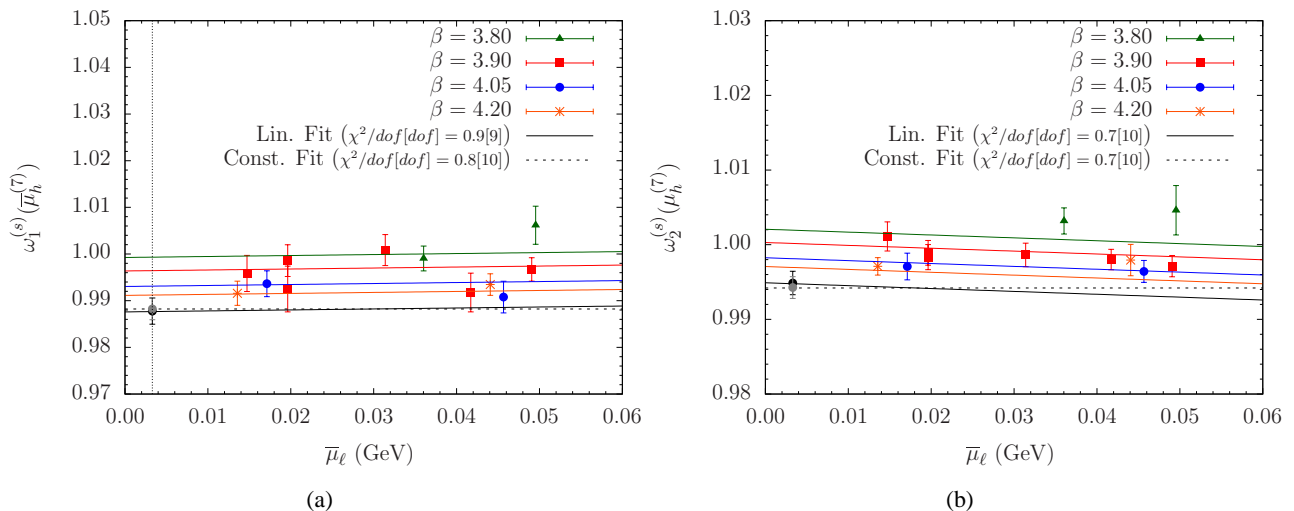 1.05
1.04
1.03
1.02
1.01
1.00
0.99
0.98
0.97
0.00 0.01 0.02 0.03 0.04 0.05 0.06
ω₁⁽ˢ⁾(μ̅ₕ⁽⁷⁾)
μ̅ℓ (GeV)
β = 3.80
β = 3.90
β = 4.05
β = 4.20
Lin. Fit (χ²/dof[dof] = 0.9[9])
Const. Fit (χ²/dof[dof] = 0.8[10])
(a)
1.03
1.02
1.01
1.00
0.99
0.98
0.00 0.01 0.02 0.03 0.04 0.05 0.06
ω₂⁽ˢ⁾(μₕ⁽⁷⁾)
μ̅ℓ (GeV)
β = 3.80
β = 3.90
β = 4.05
β = 4.20
Lin. Fit (χ²/dof[dof] = 0.7[10])
Const. Fit (χ²/dof[dof] = 0.7[10])
(b)